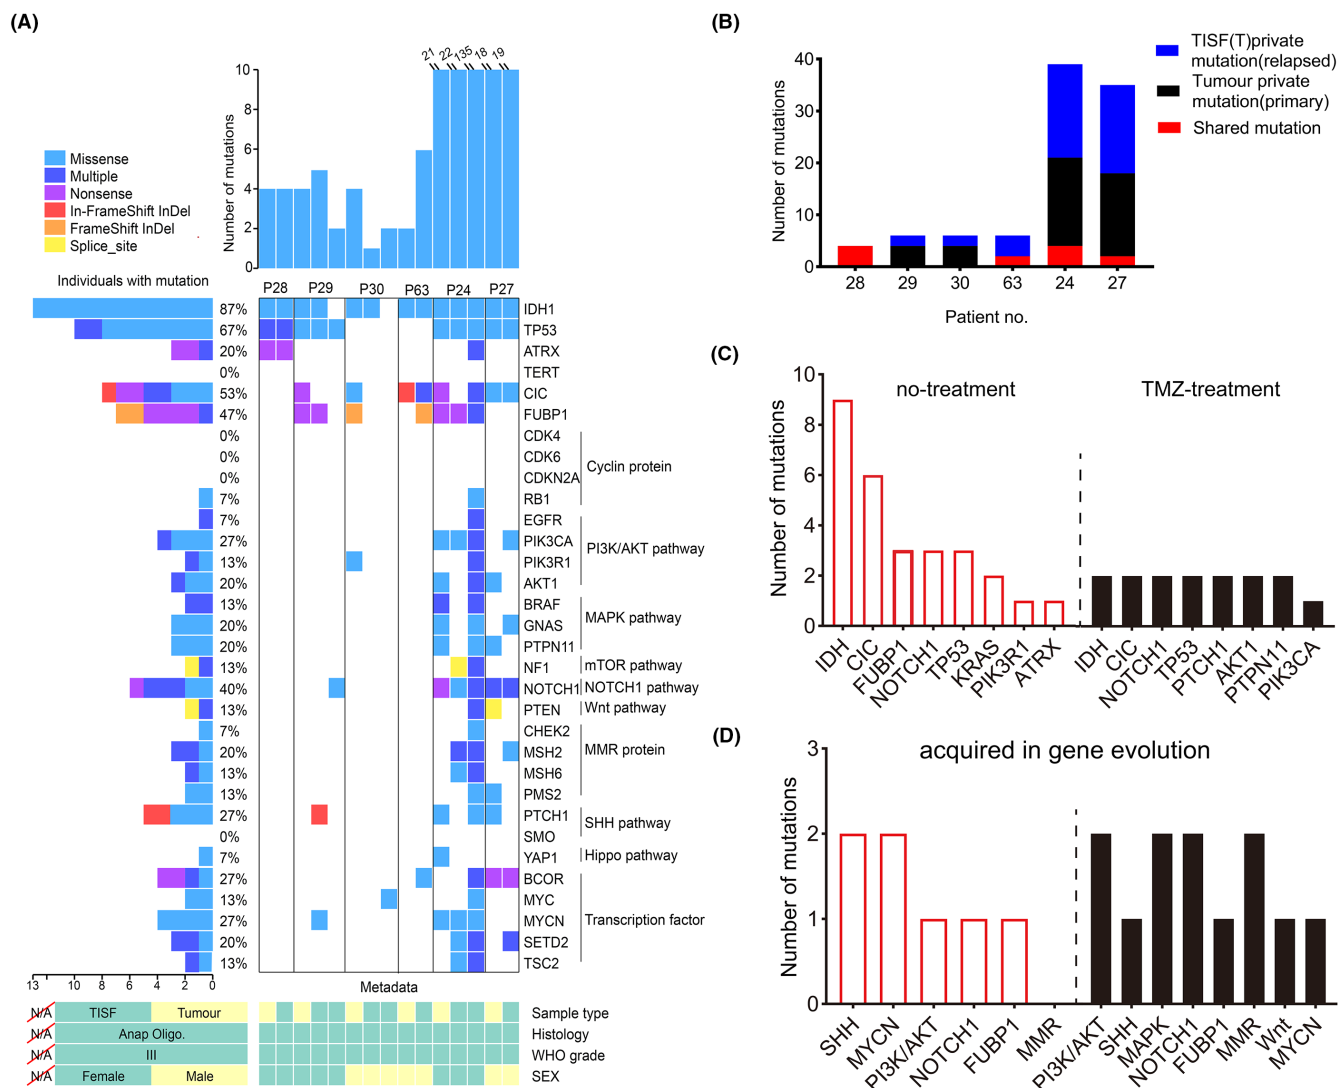 (A)
21 22 135 18 19
10
8
6
4
2
0
Number of mutations
Missense
Multiple
Nonsense
In-FrameShift InDel
FrameShift InDel
Splice_site
Individuals with mutation
P28 P29 P30 P63 P24 P27
87% IDH1
67% TP53
20% ATRX
0% TERT
53% CIC
47% FUBP1
0% CDK4
0% CDK6
Cyclin protein
0% CDKN2A
7% RB1
7% EGFR
27% PIK3CA
PI3K/AKT pathway
13% PIK3R1
20% AKT1
13% BRAF
20% GNAS
MAPK pathway
20% PTPN11
13% NF1 mTOR pathway
40% NOTCH1 NOTCH1 pathway
13% PTEN Wnt pathway
7% CHEK2
20% MSH2 MMR protein
13% MSH6
13% PMS2
27% PTCH1
SHH pathway
0% SMO
7% YAP1 Hippo pathway
27% BCOR
13% MYC
27% MYCN Transcription factor
20% SETD2
13% TSC2
13 10 8 6 4 2 0
Metadata
N/A TISF Tumour Sample type
N/A Anap Oligo. Histology
N/A III WHO grade
N/A Female Male SEX
(B)
40
30
20
10
0
Number of mutations
28 29 30 63 24 27
Patient no.
TISF(T)private
mutation(relapsed)
Tumour private
mutation(primary)
Shared mutation
(C)
no-treatment TMZ-treatment
10
8
6
4
2
0
Number of mutations
IDH CIC FUBP1 NOTCH1 TP53 KRAS PIK3R1 ATRX IDH CIC NOTCH1 TP53 PTCH1 AKT1 PTPN11 PIK3CA
(D)
acquired in gene evolution
3
2
1
0
Number of mutations
SHH MYCN PI3K/AKT NOTCH1 FUBP1 MMR PI3K/AKT SHH MAPK NOTCH1 FUBP1 MMR Wnt MYCN